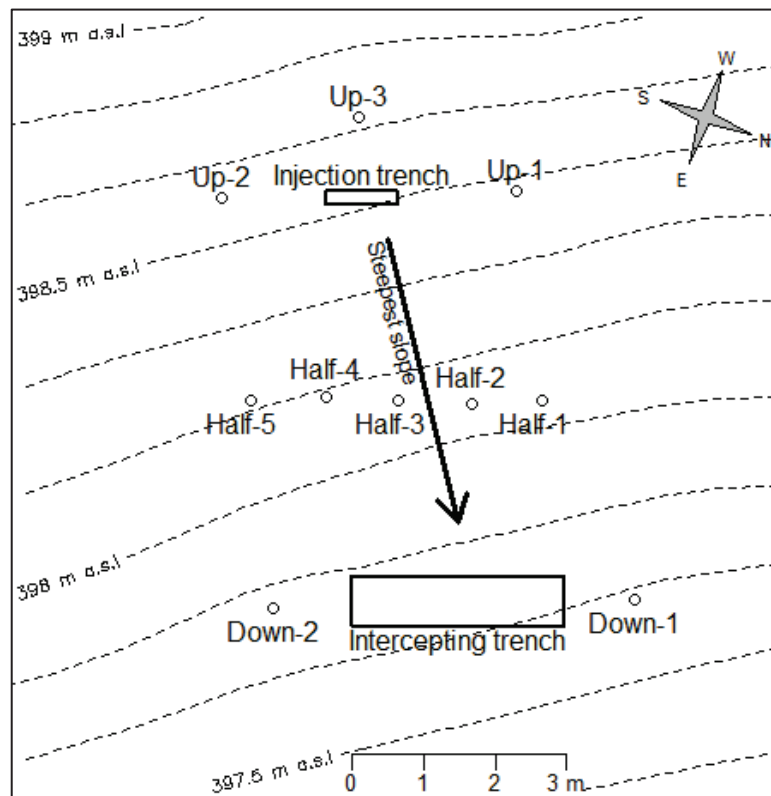 399 m a.s.l
W
S
N
E
Up-3
Injection trench
Up-2
Up-1
398.5 m a.s.l
Steepest slope
Half-4
Half-2
Half-5
Half-3
Half-1
398 m a.s.l
Down-2
Down-1
Intercepting trench
397.5 m a.s.l
0 1 2 3 m